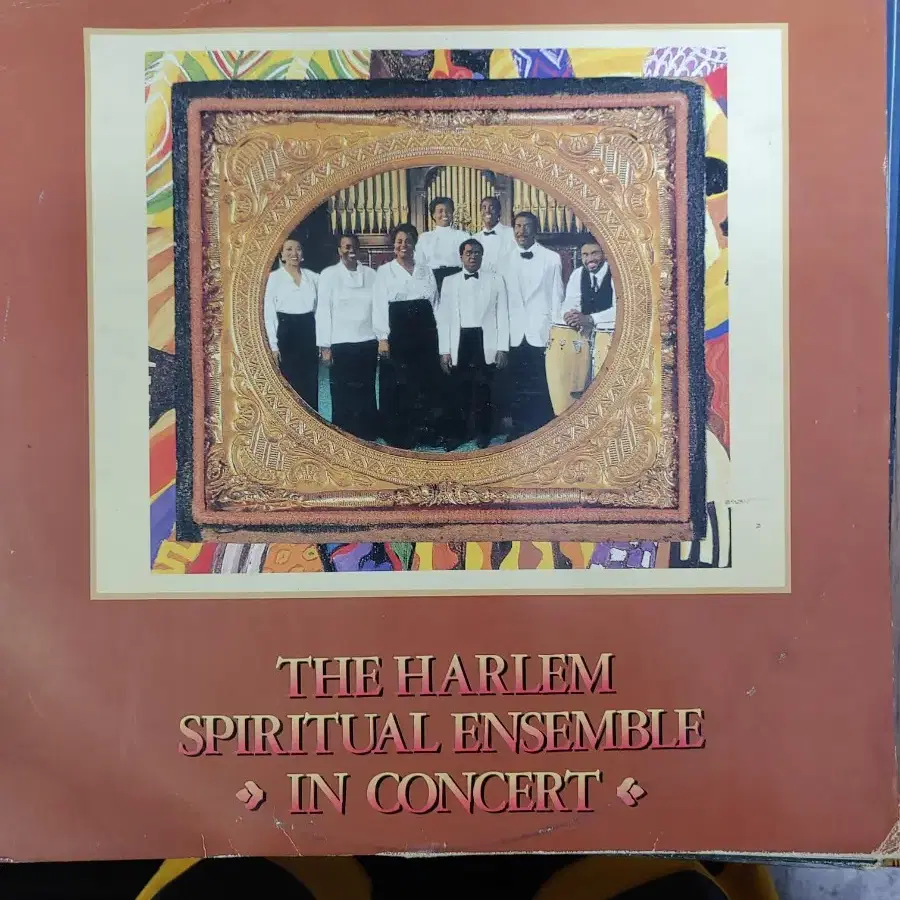 THE HARLEM
SPIRITUAL ENSEMBLE
IN CONCERT